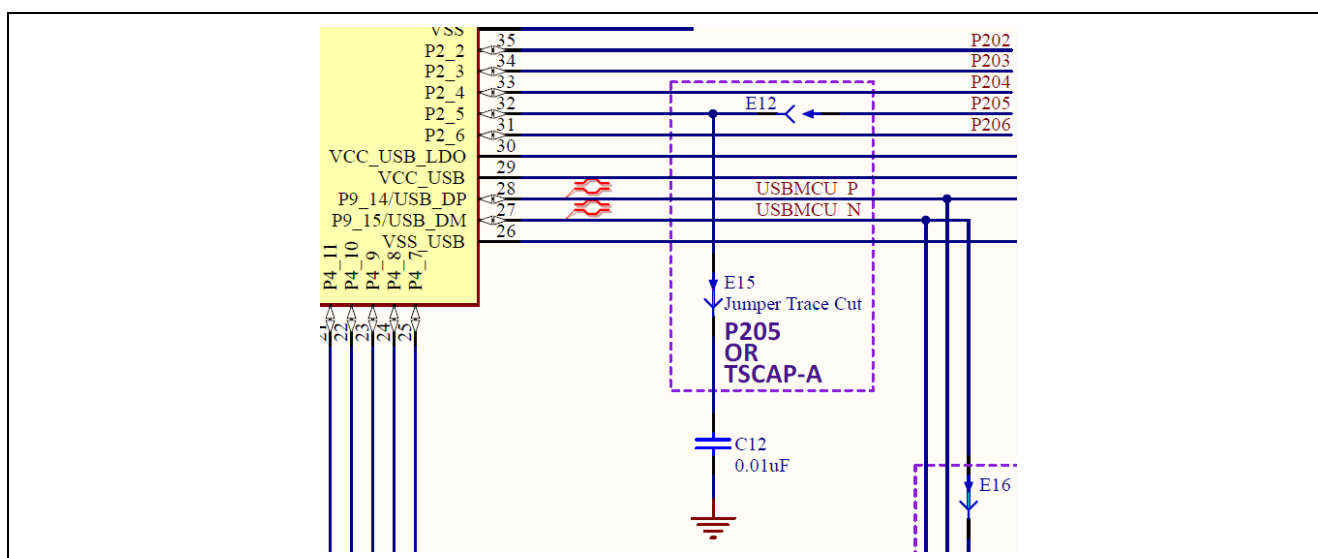 VSS
35
P2_2
P202
34
P2_3
P203
33
P2_4
P204
32
P2_5
E12
P205
31
P2_6
P206
30
VCC_USB_LDO
29
VCC_USB
28
P9_14/USB_DP
USBMCU_P
27
P9_15/USB_DM
USBMCU_N
26
VSS_USB
P4_11
P4_10
P4_9
P4_8
P4_7
21
22
23
24
25
E15
Jumper Trace Cut
P205
OR
TSCAP-A
C12
0.01uF
E16